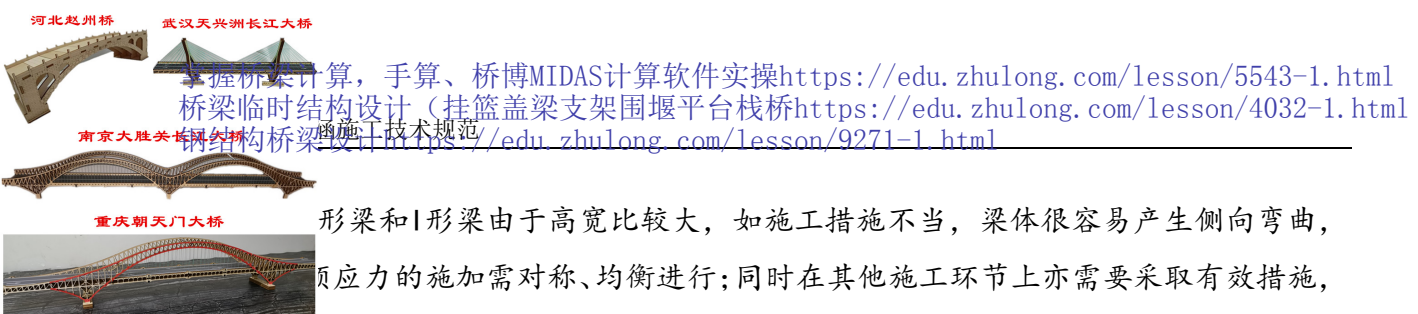 河北赵州桥
武汉天兴洲长江大桥
掌握桥梁计算，手算、桥博MIDAS计算软件实操https://edu.zhulong.com/lesson/5543-1.html
桥梁临时结构设计（挂篮盖梁支架围堰平台栈桥https://edu.zhulong.com/lesson/4032-1.html
钢结构桥梁设计https://edu.zhulong.com/lesson/9271-1.html
南京大胜关长江大桥
涵施工技术规范
重庆朝天门大桥
形梁和I形梁由于高宽比较大，如施工措施不当，梁体很容易产生侧向弯曲，
应力的施加需对称、均衡进行；同时在其他施工环节上亦需要采取有效措施，